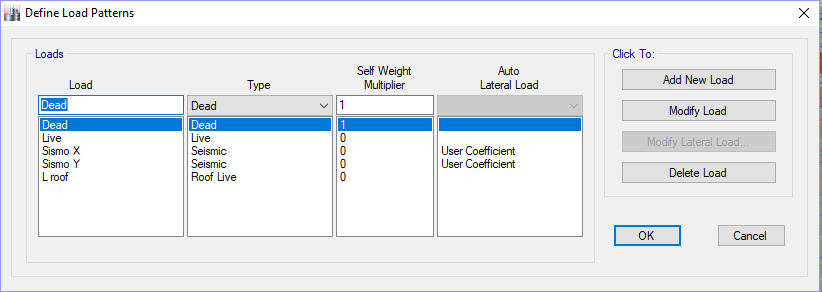 Define Load Patterns
Loads
Click To:
Load
Type
Self Weight
Multiplier
Auto
Lateral Load
Dead
Dead
1
Dead Dead 1
Live Live 0
Sismo X Seismic 0 User Coefficient
Sismo Y Seismic 0 User Coefficient
L roof Roof Live 0
Add New Load
Modify Load
Modify Lateral Load...
Delete Load
OK
Cancel